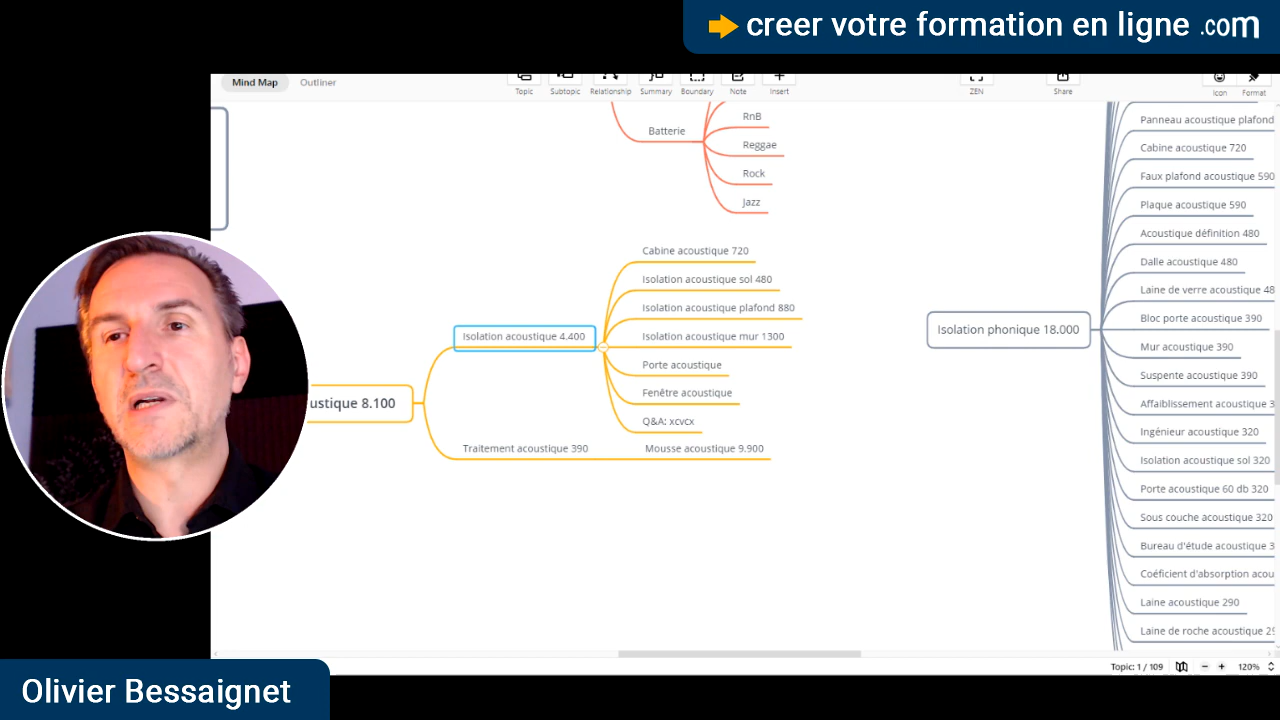 creer votre formation en ligne .com
Mind Map
Outliner
Topic
Subtopic
Relationship
Summary
Boundary
Note
Insert
ZEN
Share
Icon
Format
Batterie
RnB
Reggae
Rock
Jazz
ustique 8.100
Isolation acoustique 4.400
Cabine acoustique 720
Isolation acoustique sol 480
Isolation acoustique plafond 880
Isolation acoustique mur 1300
Porte acoustique
Fenêtre acoustique
Q&A: xcvcx
Traitement acoustique 390
Mousse acoustique 9.900
Isolation phonique 18.000
Panneau acoustique plafond
Cabine acoustique 720
Faux plafond acoustique 590
Plaque acoustique 590
Acoustique définition 480
Dalle acoustique 480
Laine de verre acoustique 48
Bloc porte acoustique 390
Mur acoustique 390
Suspente acoustique 390
Affaiblissement acoustique 3
Ingénieur acoustique 320
Isolation acoustique sol 320
Porte acoustique 60 db 320
Sous couche acoustique 320
Bureau d'étude acoustique 3
Coéficient d'absorption acou
Laine acoustique 290
Laine de roche acoustique 29
Topic: 1 / 109
120%
Olivier Bessaignet